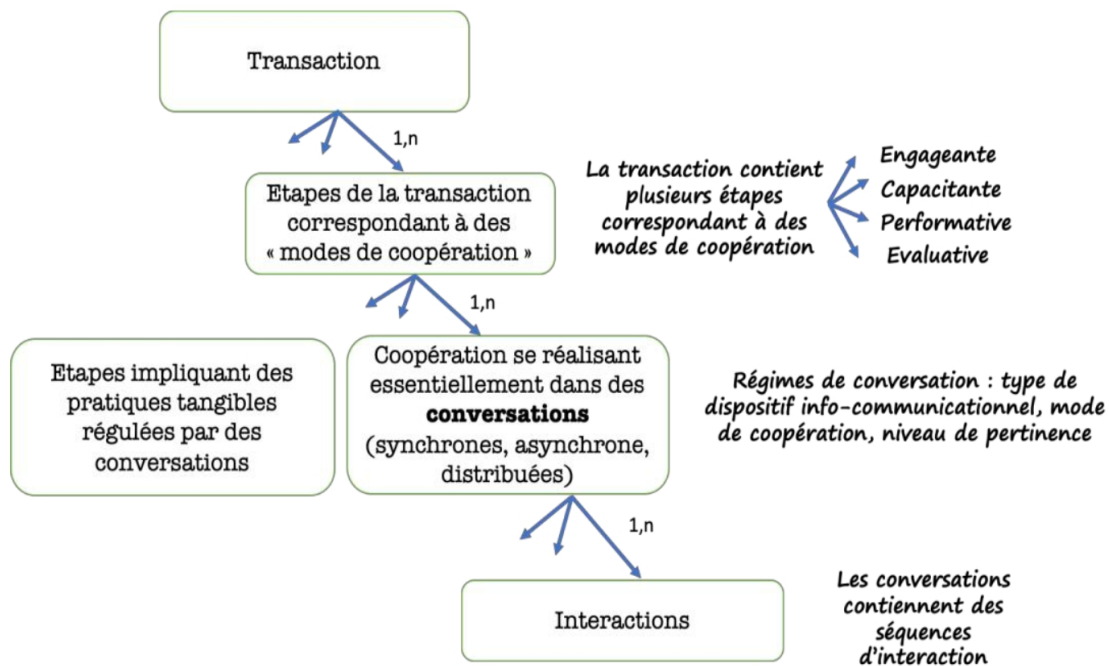 Transaction
1,n
Etapes de la transaction
correspondant à des
« modes de coopération »
La transaction contient
plusieurs étapes
correspondant à des
modes de coopération
Engageante
Capacitante
Performative
Evaluative
1,n
Etapes impliquant des
pratiques tangibles
régulées par des
conversations
Coopération se réalisant
essentiellement dans des
conversations
(synchrones, asynchrone,
distribuées)
Régimes de conversation : type de
dispositif info-communicationnel, mode
de coopération, niveau de pertinence
1,n
Interactions
Les conversations
contiennent des
séquences
d'interaction